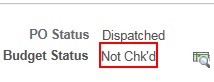 PO Status Dispatched
Budget Status Not Chk'd